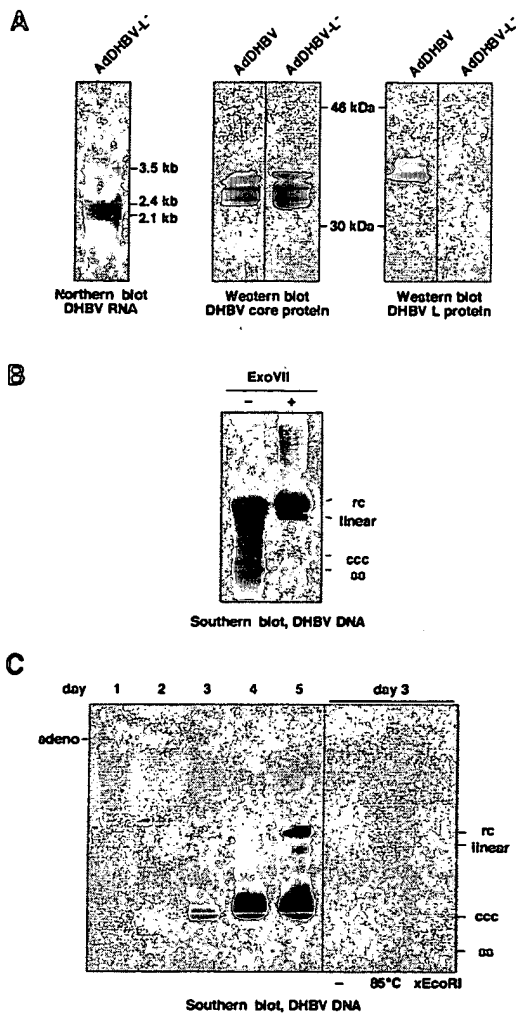 A
AdDHBV-L-
AdDHBV
AdDHBV-L-
AdDHBV
AdDHBV-L-
3.5 kb
2.4 kb
2.1 kb
46 kDa
30 kDa
Northern blot
DHBV RNA
Western blot
DHBV core protein
Western blot
DHBV L protein
B
ExoVII
– +
rc
linear
ccc
ss
Southern blot, DHBV DNA
C
day 1 2 3 4 5 day 3
adeno
rc
linear
ccc
ss
– 85°C xEcoRI
Southern blot, DHBV DNA